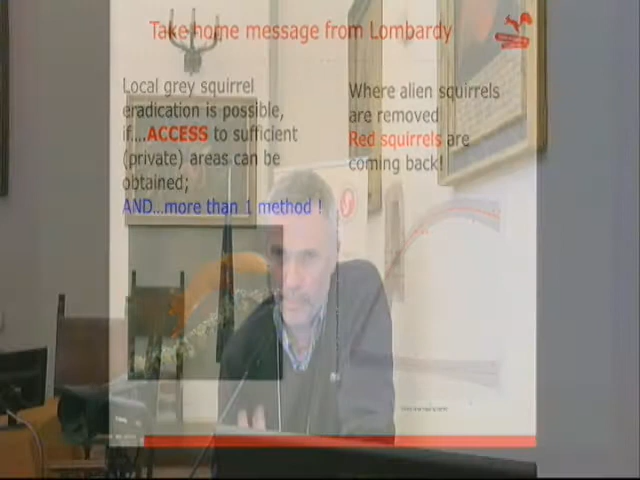 Take home message from Lombardy
Local grey squirrel
eradication is possible,
if...ACCESS to sufficient
(private) areas can be
obtained;
AND...more than 1 method !
Where alien squirrels
are removed
Red squirrels are
coming back!